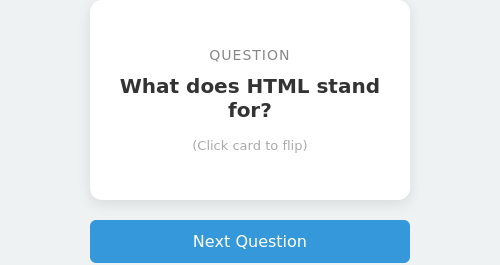 QUESTION
What does HTML stand
for?
(Click card to flip)
Next Question